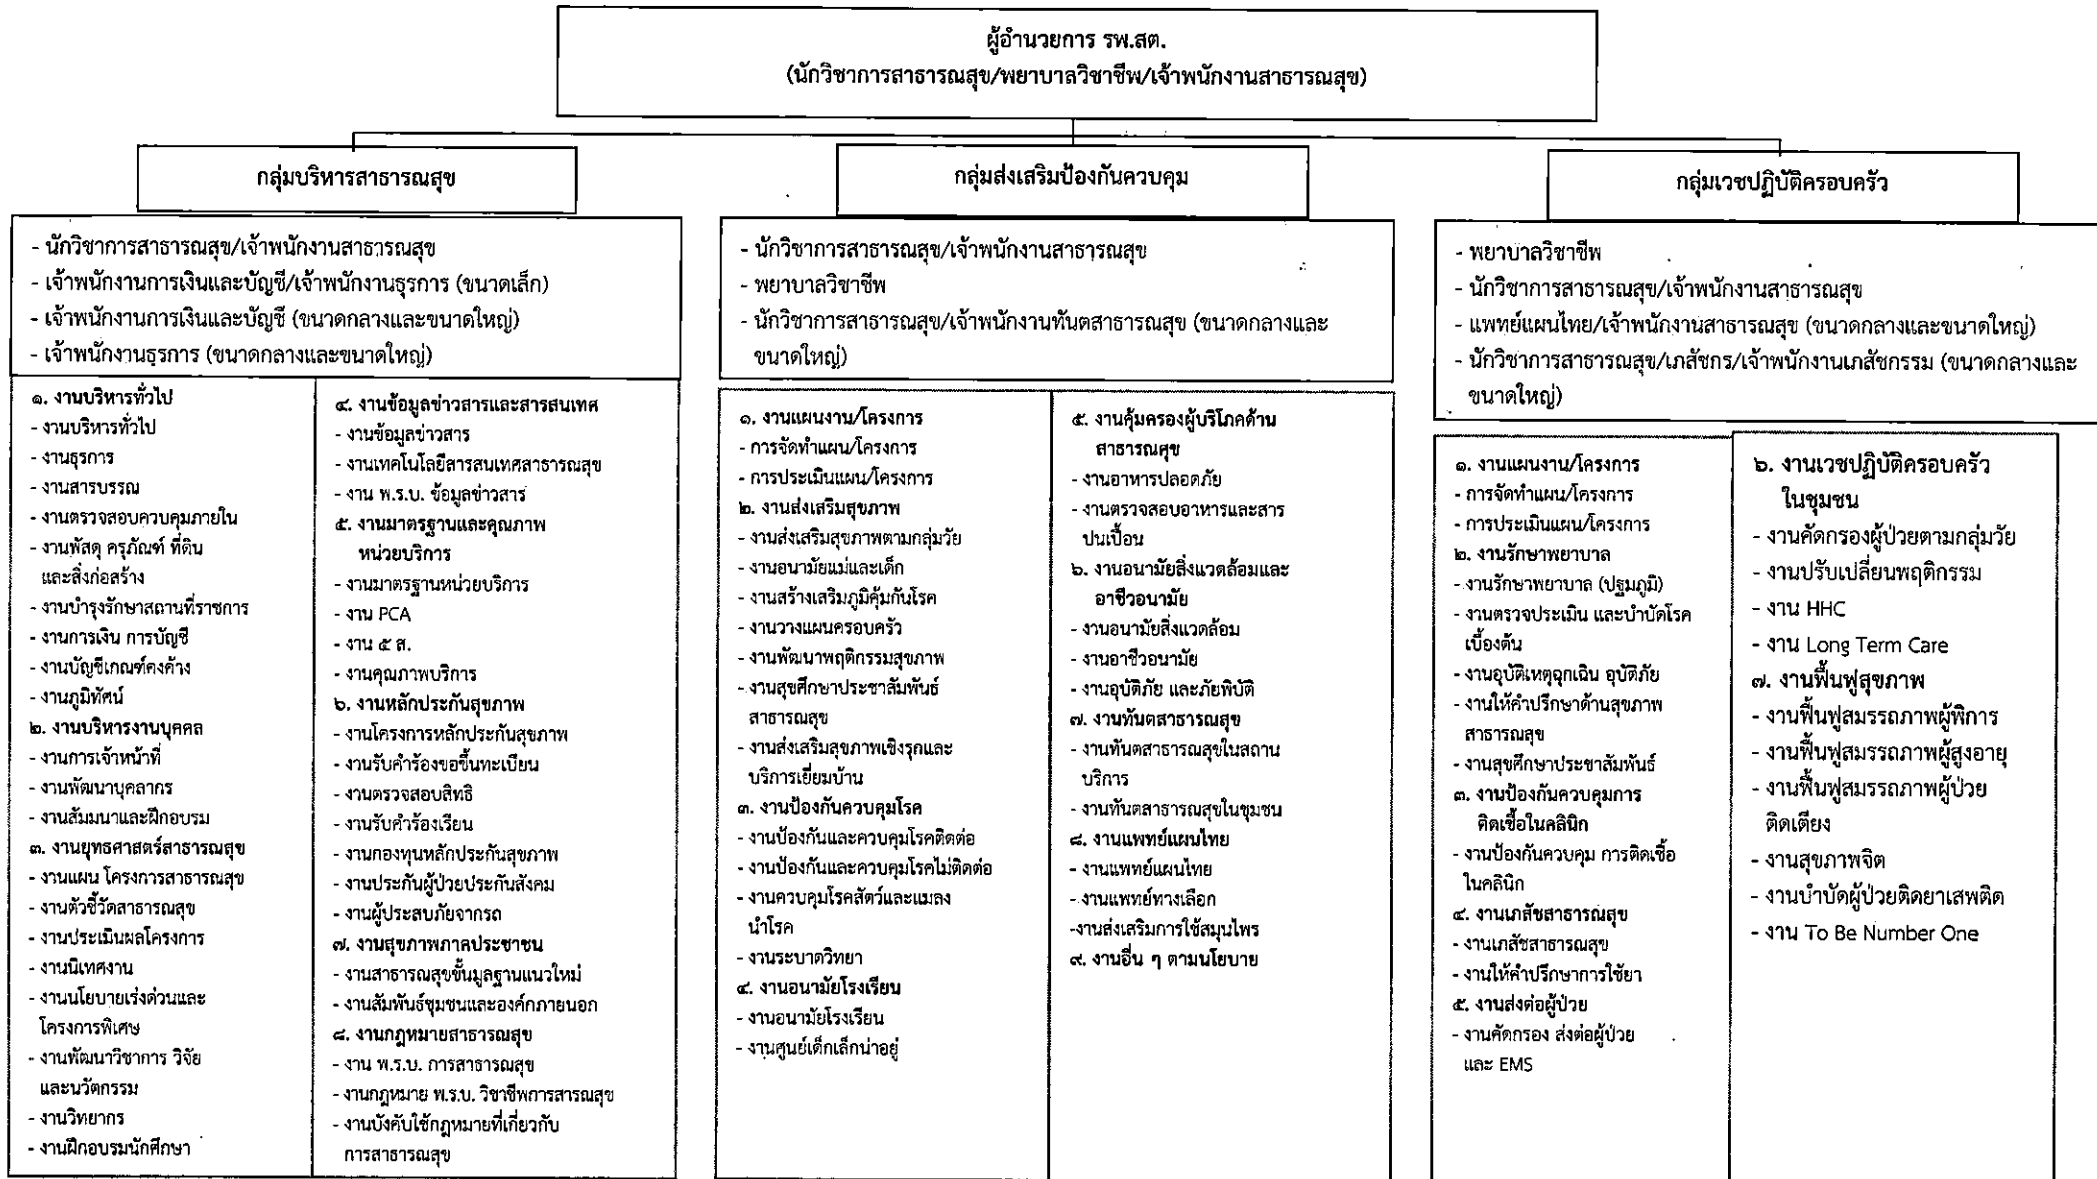 ผู้อำนวยการ รพ.สต.
(นักวิชาการสาธารณสุข/พยาบาลวิชาชีพ/เจ้าพนักงานสาธารณสุข)
กลุ่มบริหารสาธารณสุข
- นักวิชาการสาธารณสุข/เจ้าพนักงานสาธารณสุข
- เจ้าพนักงานการเงินและบัญชี/เจ้าพนักงานธุรการ (ขนาดเล็ก)
- เจ้าพนักงานการเงินและบัญชี (ขนาดกลางและขนาดใหญ่)
- เจ้าพนักงานธุรการ (ขนาดกลางและขนาดใหญ่)
๑. งานบริหารทั่วไป
- งานบริหารทั่วไป
- งานธุรการ
- งานสารบรรณ
- งานตรวจสอบควบคุมภายใน
- งานพัสดุ ครุภัณฑ์ ที่ดิน
และสิ่งก่อสร้าง
- งานบำรุงรักษาสถานที่ราชการ
- งานการเงิน การบัญชี
- งานบัญชีเกณฑ์คงค้าง
- งานภูมิทัศน์
๒. งานบริหารงานบุคคล
- งานการเจ้าหน้าที่
- งานพัฒนาบุคลากร
- งานสัมมนาและฝึกอบรม
๓. งานยุทธศาสตร์สาธารณสุข
- งานแผน โครงการสาธารณสุข
- งานตัวชี้วัดสาธารณสุข
- งานประเมินผลโครงการ
- งานนิเทศงาน
- งานนโยบายเร่งด่วนและ
โครงการพิเศษ
- งานพัฒนาวิชาการ วิจัย
และนวัตกรรม
- งานวิทยากร
- งานฝึกอบรมนักศึกษา
๔. งานข้อมูลข่าวสารและสารสนเทศ
- งานข้อมูลข่าวสาร
- งานเทคโนโลยีสารสนเทศสาธารณสุข
- งาน พ.ร.บ. ข้อมูลข่าวสาร
๕. งานมาตรฐานและคุณภาพ
หน่วยบริการ
- งานมาตรฐานหน่วยบริการ
- งาน PCA
- งาน ๕ ส.
- งานคุณภาพบริการ
๖. งานหลักประกันสุขภาพ
- งานโครงการหลักประกันสุขภาพ
- งานรับคำร้องขอขึ้นทะเบียน
- งานตรวจสอบสิทธิ
- งานรับคำร้องเรียน
- งานกองทุนหลักประกันสุขภาพ
- งานประกันผู้ป่วยประกันสังคม
- งานผู้ประสบภัยจากรถ
๗. งานสุขภาพภาคประชาชน
- งานสาธารณสุขขั้นมูลฐานแนวใหม่
- งานสัมพันธ์ชุมชนและองค์กภายนอก
๘. งานกฎหมายสาธารณสุข
- งาน พ.ร.บ. การสาธารณสุข
- งานกฎหมาย พ.ร.บ. วิชาชีพการสารณสุข
- งานบังคับใช้กฎหมายที่เกี่ยวกับ
การสาธารณสุข
กลุ่มส่งเสริมป้องกันควบคุม
- นักวิชาการสาธารณสุข/เจ้าพนักงานสาธารณสุข
- พยาบาลวิชาชีพ
- นักวิชาการสาธารณสุข/เจ้าพนักงานทันตสาธารณสุข (ขนาดกลางและ
ขนาดใหญ่)
๑. งานแผนงาน/โครงการ
- การจัดทำแผน/โครงการ
- การประเมินแผน/โครงการ
๒. งานส่งเสริมสุขภาพ
- งานส่งเสริมสุขภาพตามกลุ่มวัย
- งานอนามัยแม่และเด็ก
- งานสร้างเสริมภูมิคุ้มกันโรค
- งานวางแผนครอบครัว
- งานพัฒนาพฤติกรรมสุขภาพ
- งานสุขศึกษาประชาสัมพันธ์
สาธารณสุข
- งานส่งเสริมสุขภาพเชิงรุกและ
บริการเยี่ยมบ้าน
๓. งานป้องกันควบคุมโรค
- งานป้องกันและควบคุมโรคติดต่อ
- งานป้องกันและควบคุมโรคไม่ติดต่อ
- งานควบคุมโรคสัตว์และแมลง
นำโรค
- งานระบาดวิทยา
๔. งานอนามัยโรงเรียน
- งานอนามัยโรงเรียน
- งานศูนย์เด็กเล็กน่าอยู่
๕. งานคุ้มครองผู้บริโภคด้าน
สาธารณสุข
- งานอาหารปลอดภัย
- งานตรวจสอบอาหารและสาร
ปนเปื้อน
๖. งานอนามัยสิ่งแวดล้อมและ
อาชีวอนามัย
- งานอนามัยสิ่งแวดล้อม
- งานอาชีวอนามัย
- งานอุบัติภัย และภัยพิบัติ
๗. งานทันตสาธารณสุข
- งานทันตสาธารณสุขในสถาน
บริการ
- งานทันตสาธารณสุขในชุมชน
๘. งานแพทย์แผนไทย
- งานแพทย์แผนไทย
- งานแพทย์ทางเลือก
-งานส่งเสริมการใช้สมุนไพร
๙. งานอื่น ๆ ตามนโยบาย
กลุ่มเวชปฏิบัติครอบครัว
- พยาบาลวิชาชีพ
- นักวิชาการสาธารณสุข/เจ้าพนักงานสาธารณสุข
- แพทย์แผนไทย/เจ้าพนักงานสาธารณสุข (ขนาดกลางและขนาดใหญ่)
- นักวิชาการสาธารณสุข/เภสัชกร/เจ้าพนักงานเภสัชกรรม (ขนาดกลางและ
ขนาดใหญ่)
๑. งานแผนงาน/โครงการ
- การจัดทำแผน/โครงการ
- การประเมินแผน/โครงการ
๒. งานรักษาพยาบาล
- งานรักษาพยาบาล (ปฐมภูมิ)
- งานตรวจประเมิน และบำบัดโรค
เบื้องต้น
- งานอุบัติเหตุฉุกเฉิน อุบัติภัย
- งานให้คำปรึกษาด้านสุขภาพ
สาธารณสุข
- งานสุขศึกษาประชาสัมพันธ์
๓. งานป้องกันควบคุมการ
ติดเชื้อในคลินิก
- งานป้องกันควบคุม การติดเชื้อ
ในคลินิก
๔. งานเภสัชสาธารณสุข
- งานเภสัชสาธารณสุข
- งานให้คำปรึกษาการใช้ยา
๕. งานส่งต่อผู้ป่วย
- งานคัดกรอง ส่งต่อผู้ป่วย
และ EMS
๖. งานเวชปฏิบัติครอบครัว
ในชุมชน
- งานคัดกรองผู้ป่วยตามกลุ่มวัย
- งานปรับเปลี่ยนพฤติกรรม
- งาน HHC
- งาน Long Term Care
๗. งานฟื้นฟูสุขภาพ
- งานฟื้นฟูสมรรถภาพผู้พิการ
- งานฟื้นฟูสมรรถภาพผู้สูงอายุ
- งานฟื้นฟูสมรรถภาพผู้ป่วย
ติดเตียง
- งานสุขภาพจิต
- งานบำบัดผู้ป่วยติดยาเสพติด
- งาน To Be Number One